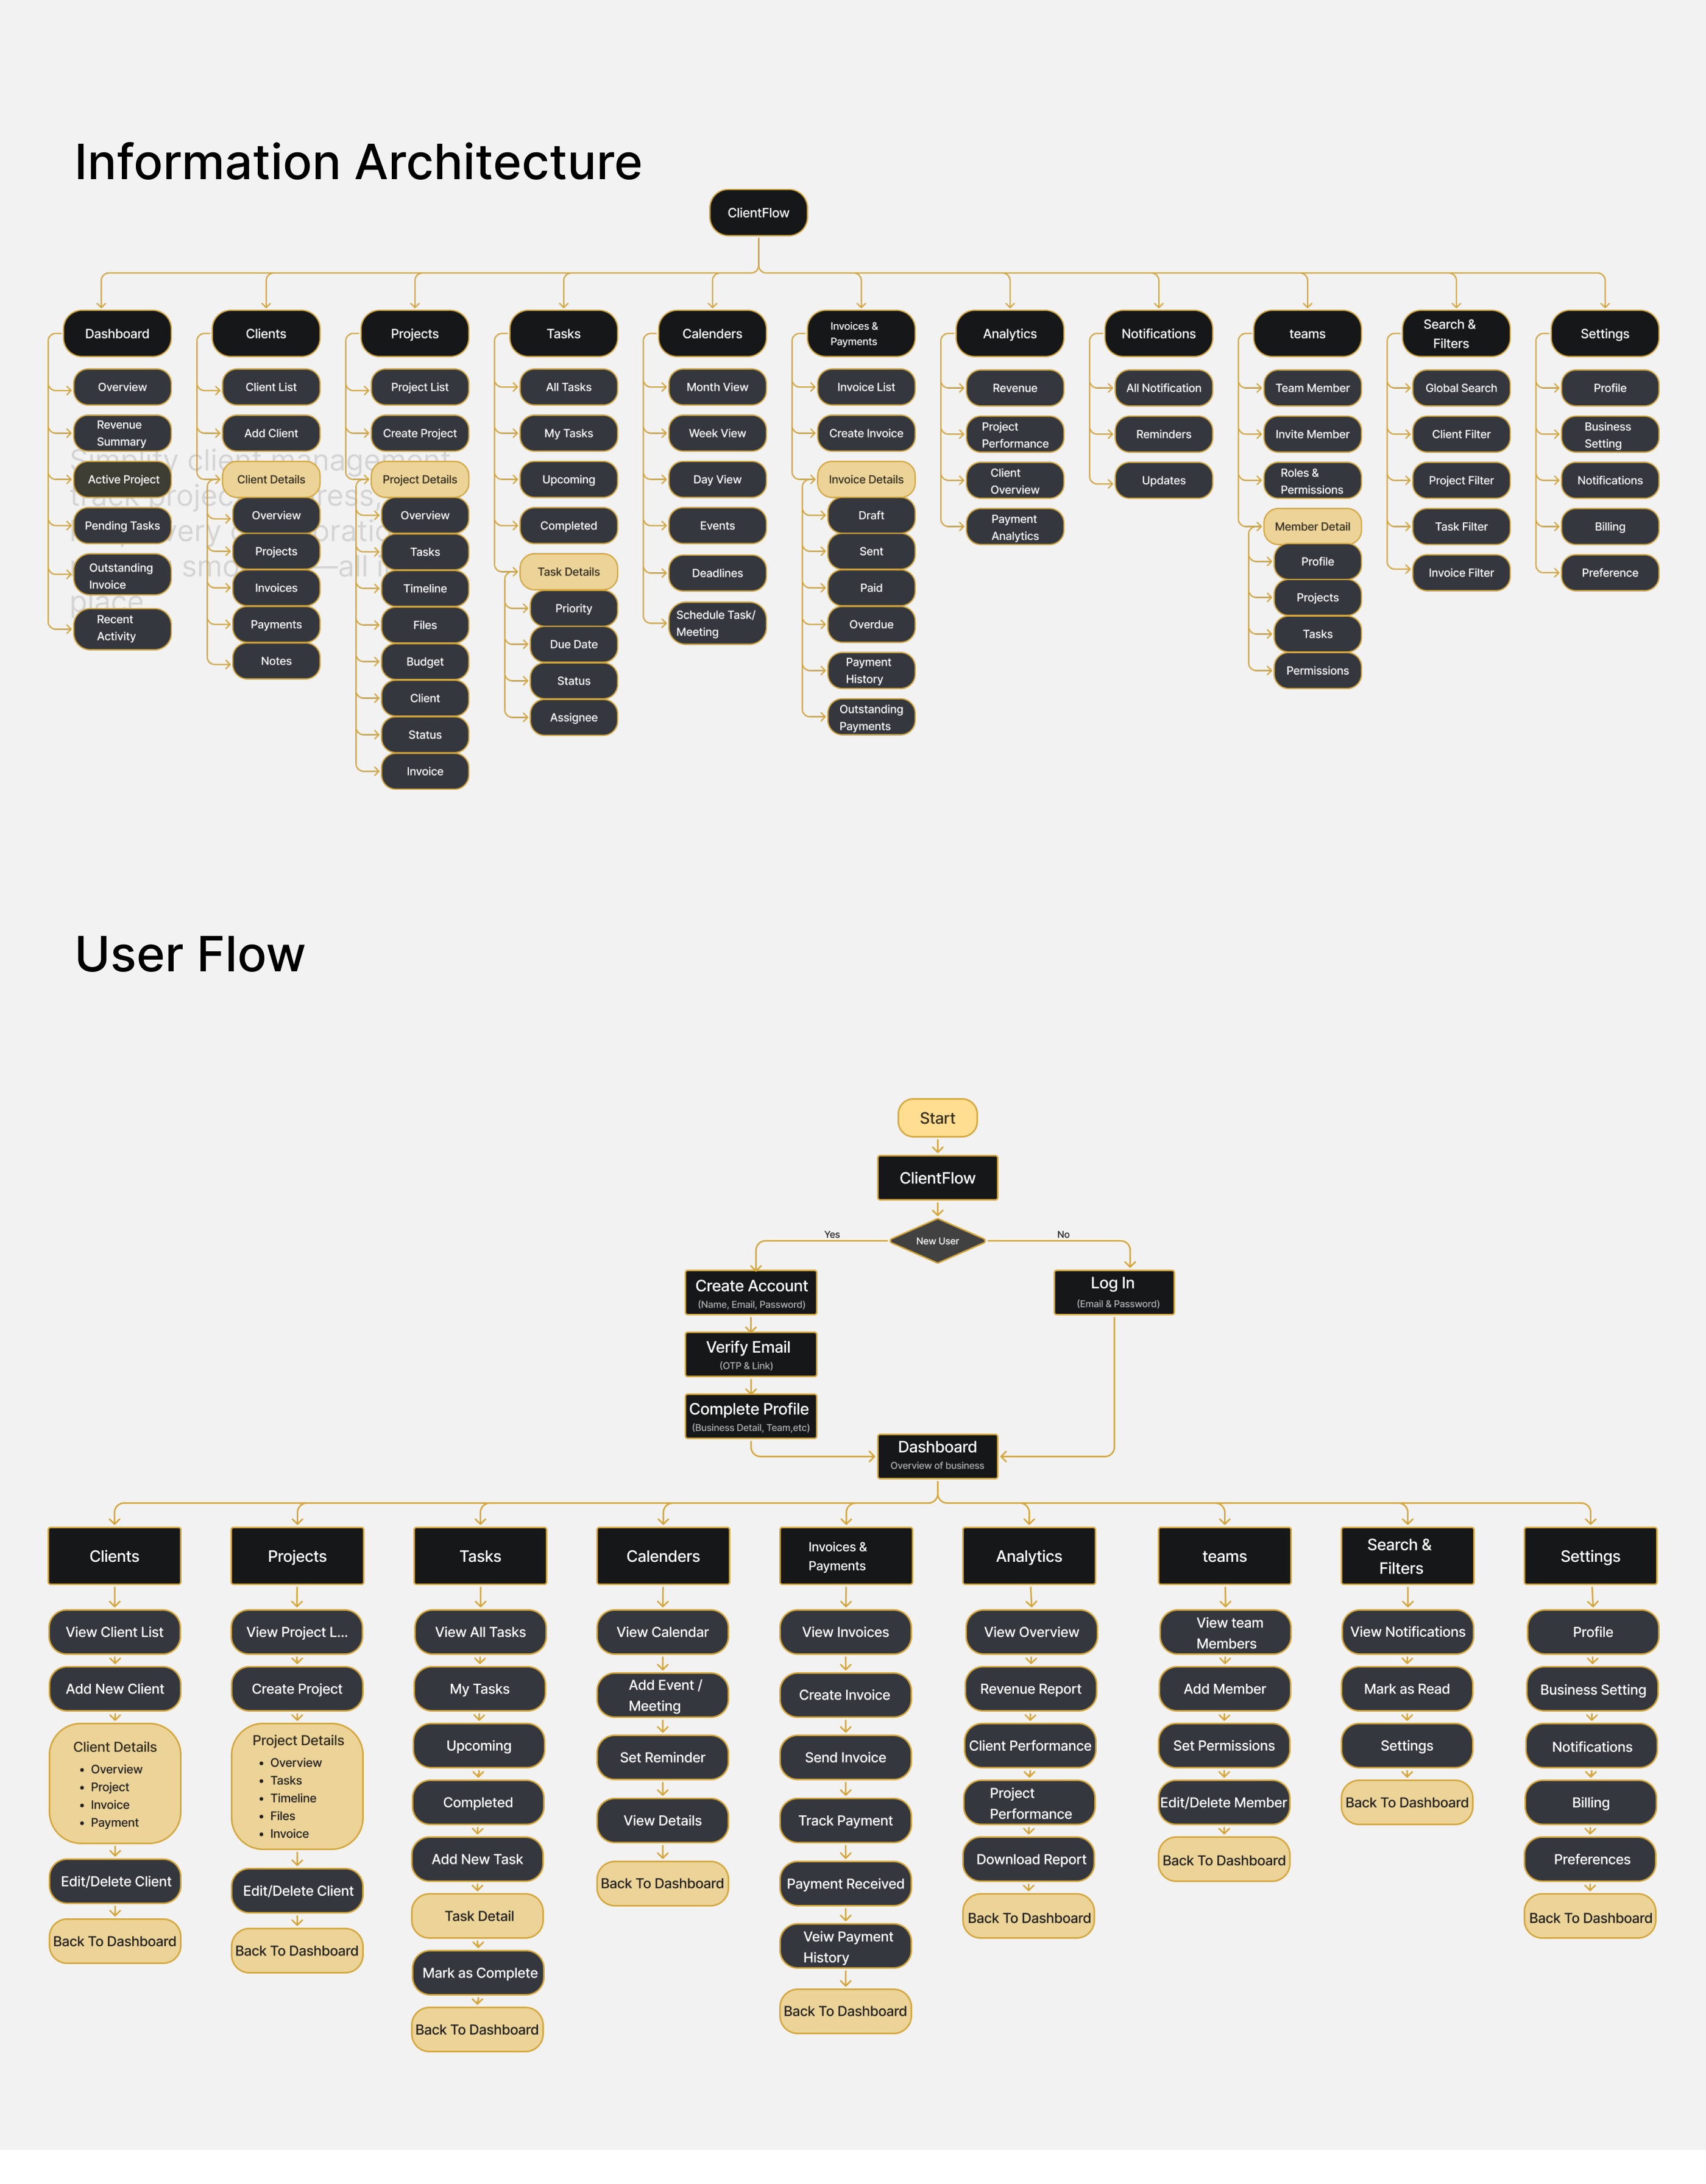 Information Architecture
ClientFlow
Dashboard
Overview
Revenue
Summary
Active Project
Pending Tasks
Outstanding
Invoice
Recent
Activity
Clients
Client List
Add Client
Client Details
Overview
Projects
Invoices
Payments
Notes
Projects
Project List
Create Project
Project Details
Overview
Tasks
Timeline
Files
Budget
Client
Status
Invoice
Tasks
All Tasks
My Tasks
Upcoming
Completed
Task Details
Priority
Due Date
Status
Assignee
Calenders
Month View
Week View
Day View
Events
Deadlines
Schedule Task/
Meeting
Invoices &
Payments
Invoice List
Create Invoice
Invoice Details
Draft
Sent
Paid
Overdue
Payment
History
Outstanding
Payments
Analytics
Revenue
Project
Performance
Client
Overview
Payment
Analytics
Notifications
All Notification
Reminders
Updates
teams
Team Member
Invite Member
Roles &
Permissions
Member Detail
Profile
Projects
Tasks
Permissions
Search &
Filters
Global Search
Client Filter
Project Filter
Task Filter
Invoice Filter
Settings
Profile
Business
Setting
Notifications
Billing
Preference
Simplify client management
track
place
User Flow
Start
ClientFlow
New User
Yes
No
Create Account
(Name, Email, Password)
Verify Email
(OTP & Link)
Complete Profile
(Business Detail, Team,etc)
Log In
(Email & Password)
Dashboard
Overview of business
Clients
View Client List
Add New Client
Client Details
• Overview
• Project
• Invoice
• Payment
Edit/Delete Client
Back To Dashboard
Projects
View Project L...
Create Project
Project Details
• Overview
• Tasks
• Timeline
• Files
• Invoice
Edit/Delete Client
Back To Dashboard
Tasks
View All Tasks
My Tasks
Upcoming
Completed
Add New Task
Task Detail
Mark as Complete
Back To Dashboard
Calenders
View Calendar
Add Event /
Meeting
Set Reminder
View Details
Back To Dashboard
Invoices &
Payments
View Invoices
Create Invoice
Send Invoice
Track Payment
Payment Received
Veiw Payment
History
Back To Dashboard
Analytics
View Overview
Revenue Report
Client Performance
Project
Performance
Download Report
Back To Dashboard
teams
View team
Members
Add Member
Set Permissions
Edit/Delete Member
Back To Dashboard
Search &
Filters
View Notifications
Mark as Read
Settings
Back To Dashboard
Settings
Profile
Business Setting
Notifications
Billing
Preferences
Back To Dashboard